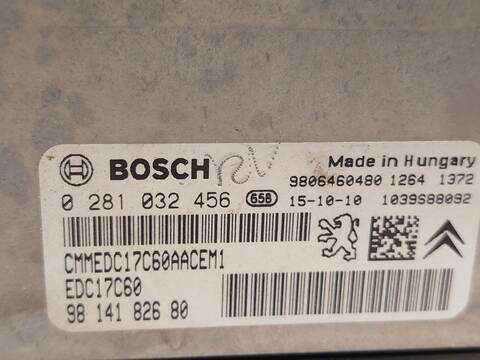 BOSCH
Made in Hungary
9806460480 1264 1372
0 281 032 456 65B 15-10-10 1039S88092
CMMEDC17C60AACEM1
EDC17C60
98 141 826 80